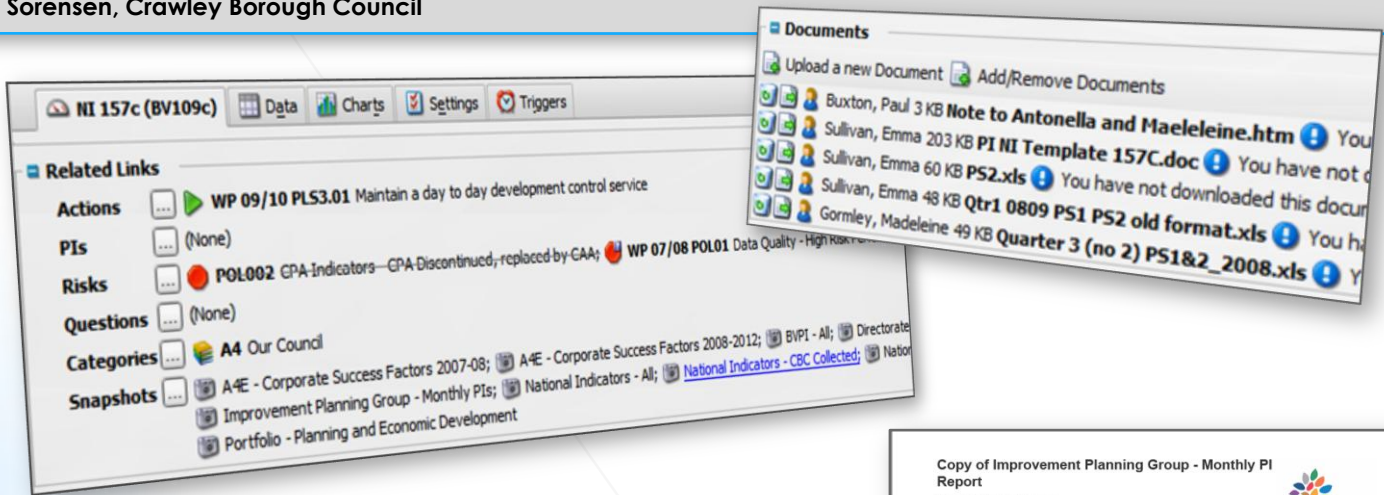 Sorensen, Crawley Borough Council
NI 157c (BV109c) Data Charts Settings Triggers
Related Links
Actions ... WP 09/10 PLS3.01 Maintain a day to day development control service
PIs ... (None)
Risks ... POL002 CPA Indicators - CPA Discontinued, replaced by CAA; WP 07/08 POL01 Data Quality - High Risk
Questions ... (None)
Categories ... A4 Our Council
Snapshots ... A4E - Corporate Success Factors 2007-08; A4E - Corporate Success Factors 2008-2012; BVPI - All; Directorate
Improvement Planning Group - Monthly PIs; National Indicators - All; National Indicators - CBC Collected; Nation
Portfolio - Planning and Economic Development
Documents
Upload a new Document Add/Remove Documents
Buxton, Paul 3 KB Note to Antonella and Maeleleine.htm You
Sullivan, Emma 203 KB PI NI Template 157C.doc You have not d
Sullivan, Emma 60 KB PS2.xls You have not downloaded this docum
Sullivan, Emma 48 KB Qtr1 0809 PS1 PS2 old format.xls You ha
Gormley, Madeleine 49 KB Quarter 3 (no 2) PS1&2_2008.xls Y
Copy of Improvement Planning Group - Monthly PI
Report